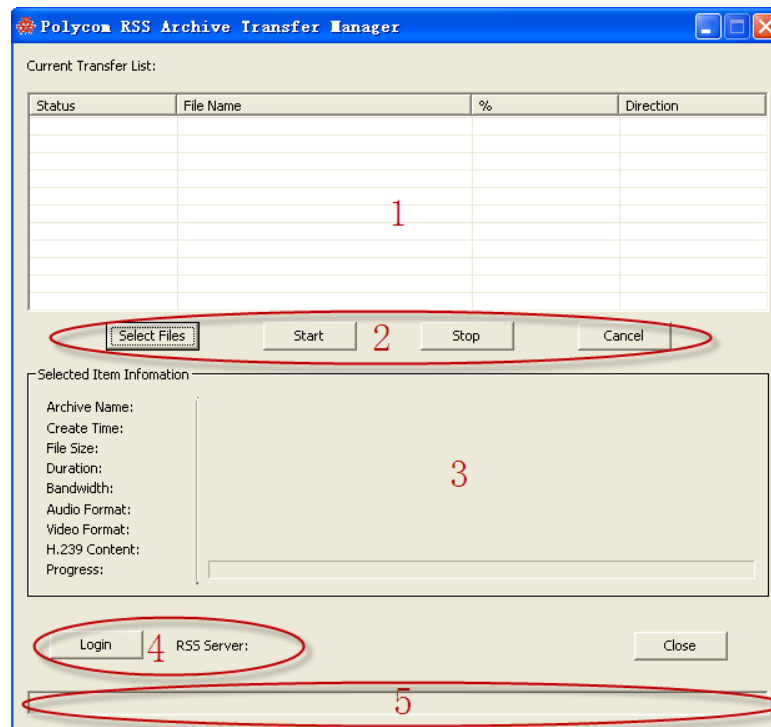 Polycom RSS Archive Transfer Manager
Current Transfer List:
Status File Name % Direction
1
Select Files Start 2 Stop Cancel
Selected Item Infomation
Archive Name:
Create Time:
File Size:
Duration:
Bandwidth:
3
Audio Format:
Video Format:
H.239 Content:
Progress:
Login 4 RSS Server: Close
5